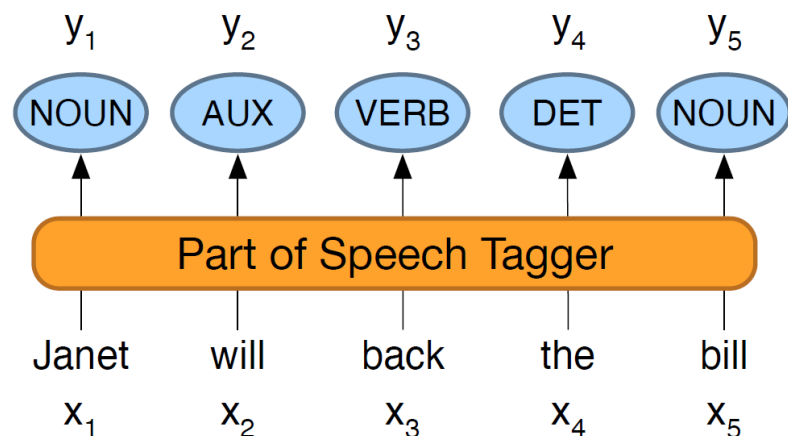 y₁ y₂ y₃ y₄ y₅
NOUN AUX VERB DET NOUN
Part of Speech Tagger
Janet will back the bill
x₁ x₂ x₃ x₄ x₅